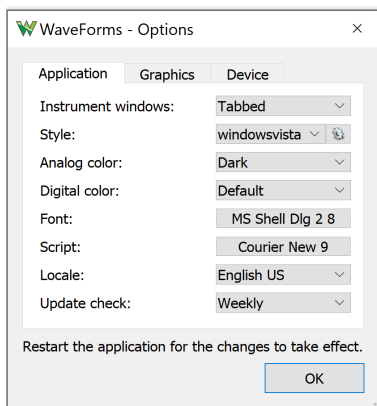 WaveForms - Options
Application Graphics Device
Instrument windows: Tabbed
Style: windowsvista
Analog color: Dark
Digital color: Default
Font: MS Shell Dlg 2 8
Script: Courier New 9
Locale: English US
Update check: Weekly
Restart the application for the changes to take effect.
OK